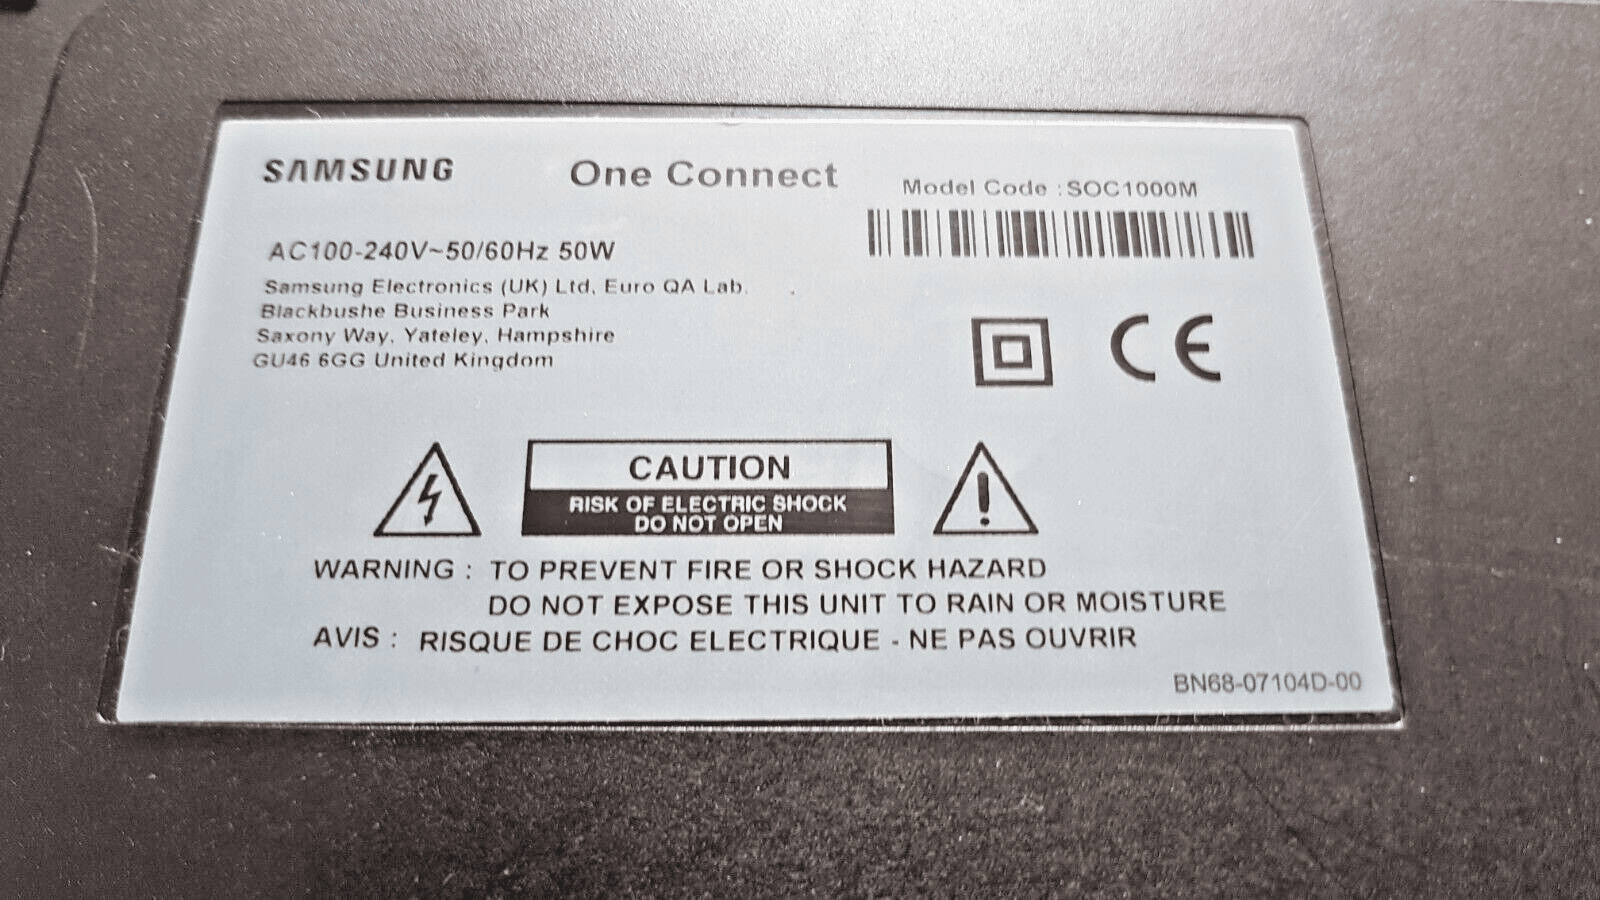 SAMSUNG
One Connect
Model Code : SOC1000M
AC100-240V~50/60Hz 50W
Samsung Electronics (UK) Ltd, Euro QA Lab.
Blackbushe Business Park
Saxony Way, Yateley, Hampshire
GU46 6GG United Kingdom
CE
CAUTION
RISK OF ELECTRIC SHOCK
DO NOT OPEN
WARNING : TO PREVENT FIRE OR SHOCK HAZARD
DO NOT EXPOSE THIS UNIT TO RAIN OR MOISTURE
AVIS : RISQUE DE CHOC ELECTRIQUE - NE PAS OUVRIR
BN68-07104D-00